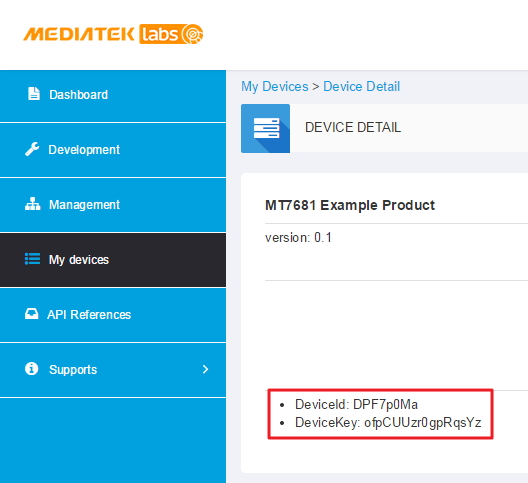 MEDIATEK labs
Dashboard
Development
Management
My devices
API References
Supports
My Devices > Device Detail
DEVICE DETAIL
MT7681 Example Product
version: 0.1
DeviceId: DPF7p0Ma
DeviceKey: ofpCUUzr0gpRqsYz